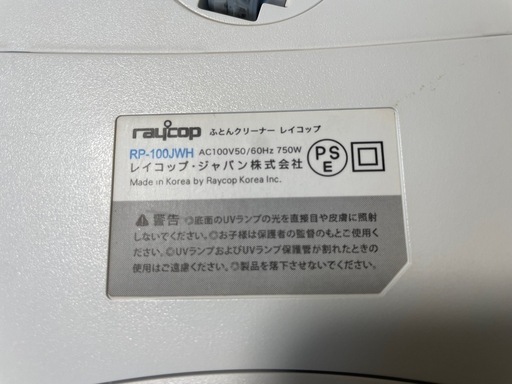 raycop ふとんクリーナー レイコップ
RP-100JWH AC100V50/60Hz 750W
レイコップ・ジャパン株式会社
Made in Korea by Raycop Korea Inc.
PS
E
警告 ◎底面のUVランプの光を直接目や皮膚に照射
しないでください。◎お子様は保護者の監督のもとご使用く
ださい。◎UVランプおよびUVランプ保護管が割れたときの
使用はご遠慮ください。◎製品を落下させないでください。